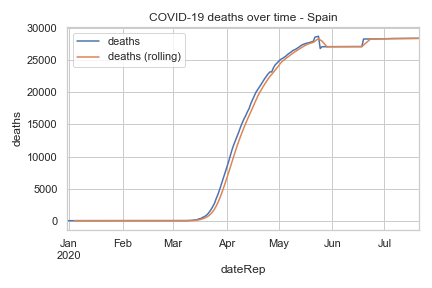 COVID-19 deaths over time - Spain
deaths
deaths (rolling)
30000
25000
20000
15000
10000
5000
0
deaths
Jan Feb Mar Apr May Jun Jul
2020
dateRep